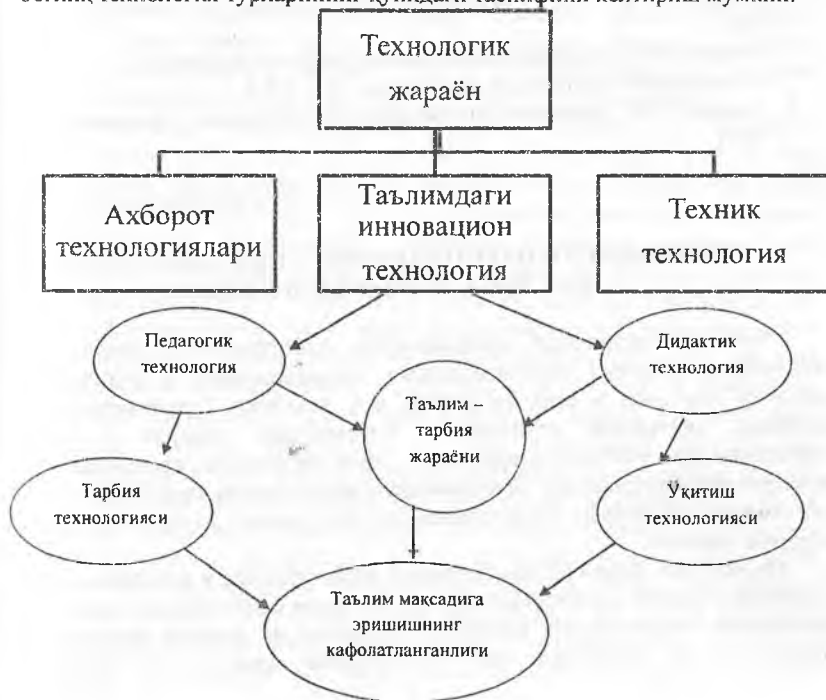 технология
Технологик
жараён
Ахборот
технологиялари
Таълимдаги
инновацион
технология
Техник
технология
Педагогик
технология
Дидактик
технология
Таълим –
тарбия
жараёни
Тарбия
технологияси
Ўқитиш
технологияси
Таълим мақсадига
эришишнинг
кафолатланганлиги